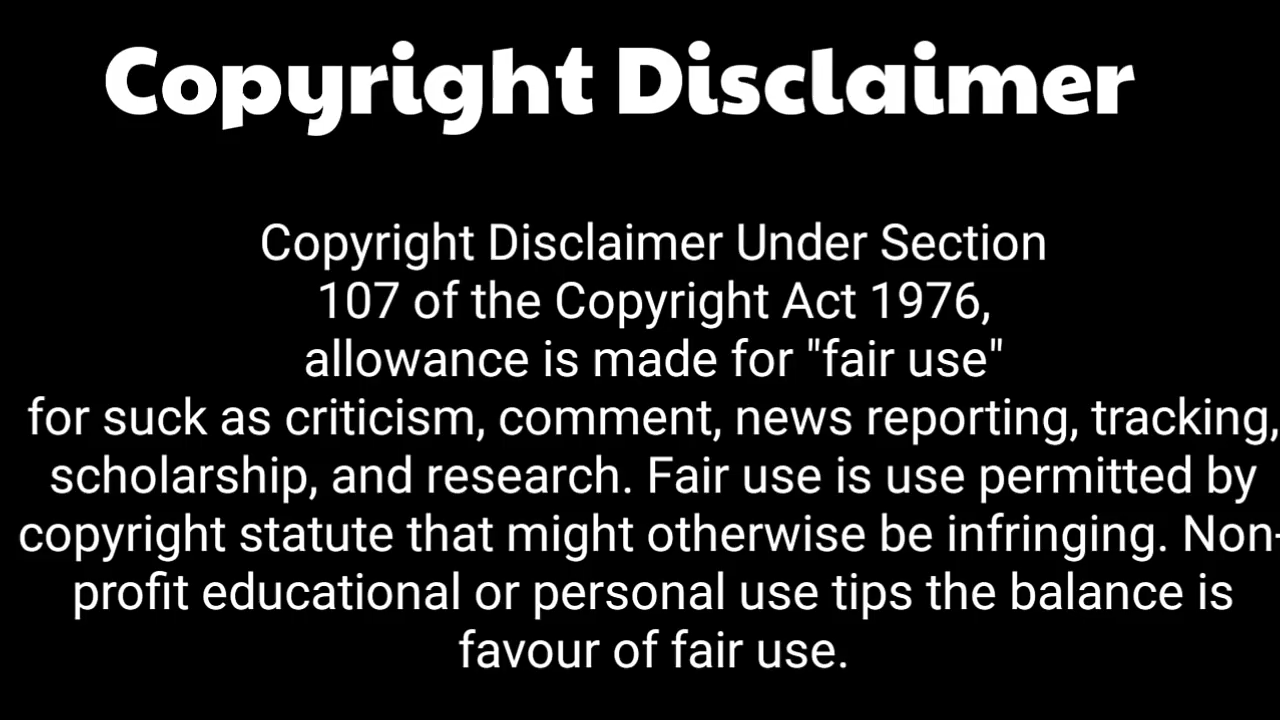 Copyright Disclaimer
Copyright Disclaimer Under Section
107 of the Copyright Act 1976,
allowance is made for "fair use"
for suck as criticism, comment, news reporting, tracking,
scholarship, and research. Fair use is use permitted by
copyright statute that might otherwise be infringing. Non-
profit educational or personal use tips the balance is
favour of fair use.